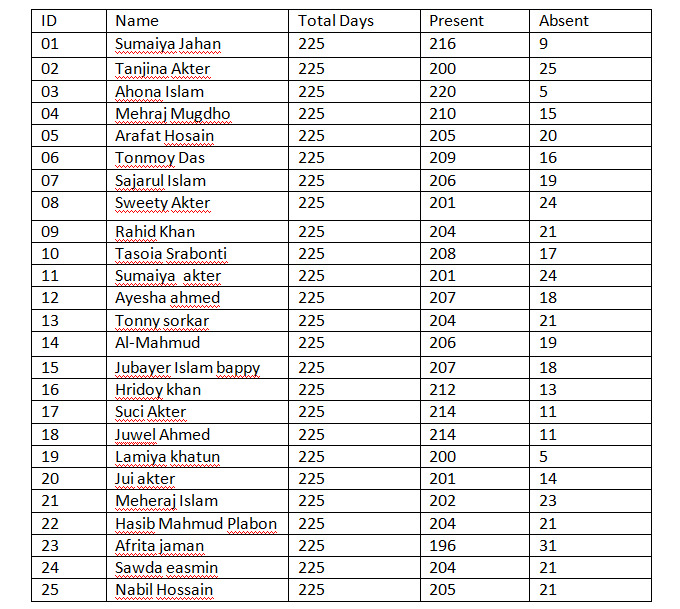 ID Name Total Days Present Absent
01 Sumaiya Jahan 225 216 9
02 Tanjina Akter 225 200 25
03 Ahona Islam 225 220 5
04 Mehraj Mugdho 225 210 15
05 Arafat Hosain 225 205 20
06 Tonmoy Das 225 209 16
07 Sajarul Islam 225 206 19
08 Sweety Akter 225 201 24
09 Rahid Khan 225 204 21
10 Tasoia Srabonti 225 208 17
11 Sumaiya  akter 225 201 24
12 Ayesha ahmed 225 207 18
13 Tonny sorkar 225 204 21
14 Al-Mahmud 225 206 19
15 Jubayer Islam bappy 225 207 18
16 Hridoy khan 225 212 13
17 Suci Akter 225 214 11
18 Juwel Ahmed 225 214 11
19 Lamiya khatun 225 200 5
20 Jui akter 225 201 14
21 Meheraj Islam 225 202 23
22 Hasib Mahmud Plabon 225 204 21
23 Afrita jaman 225 196 31
24 Sawda easmin 225 204 21
25 Nabil Hossain 225 205 21